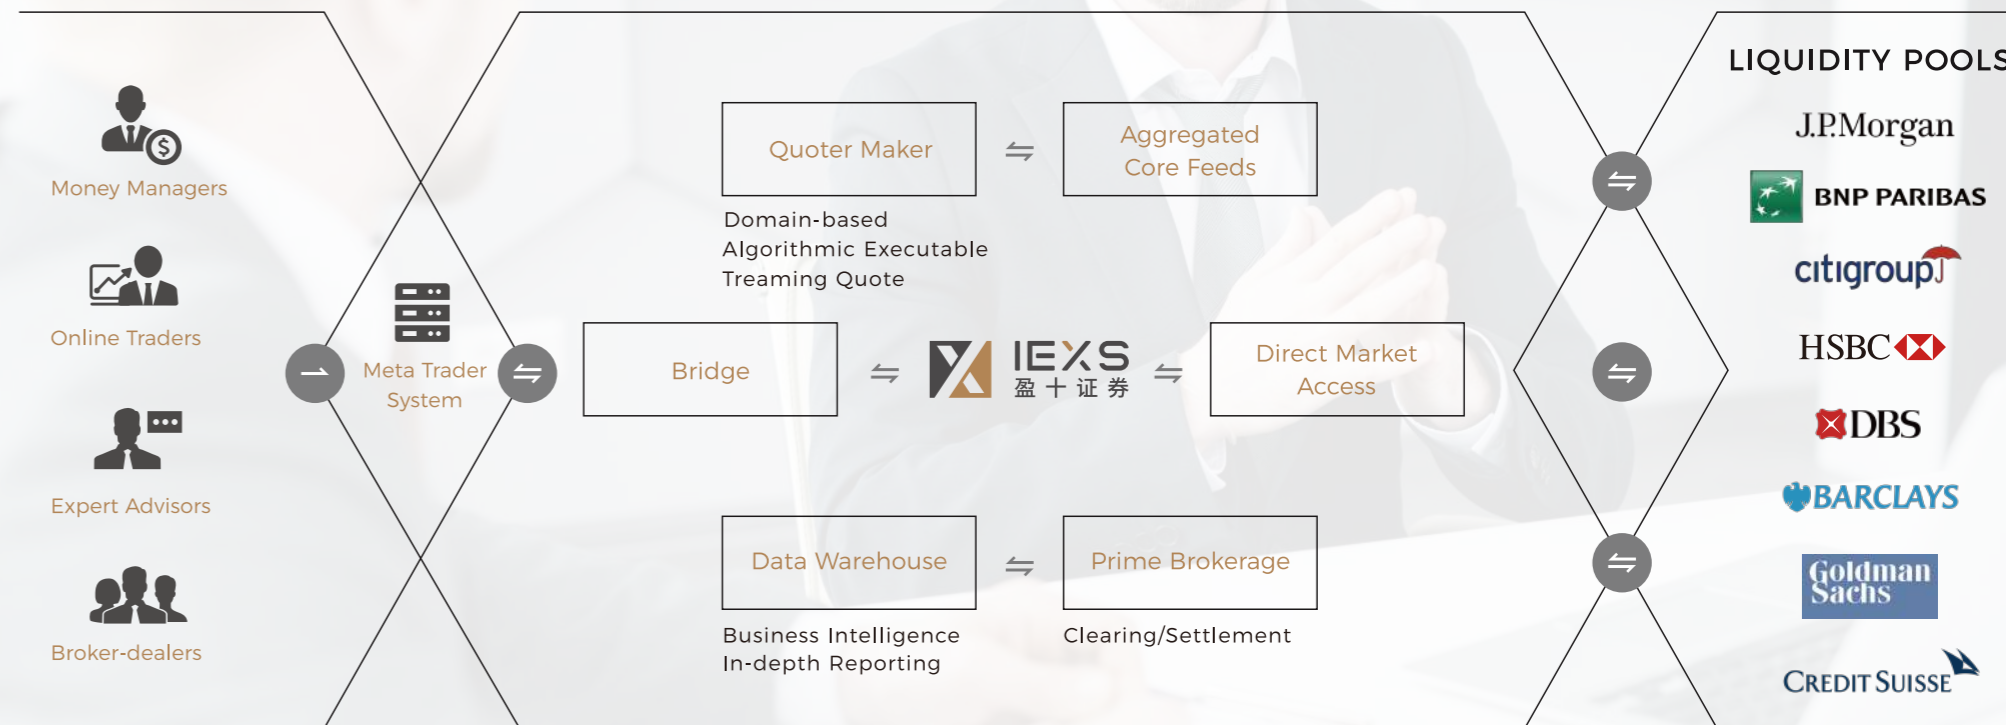 Money Managers
Online Traders
Expert Advisors
Broker-dealers
Meta Trader
System
Quoter Maker
Domain-based
Algorithmic Executable
Treaming Quote
Aggregated
Core Feeds
Bridge
IEXS
盈十证券
Direct Market
Access
Data Warehouse
Business Intelligence
In-depth Reporting
Prime Brokerage
Clearing/Settlement
LIQUIDITY POOLS
J.P.Morgan
BNP PARIBAS
citigroup
HSBC
DBS
BARCLAYS
Goldman
Sachs
CREDIT SUISSE